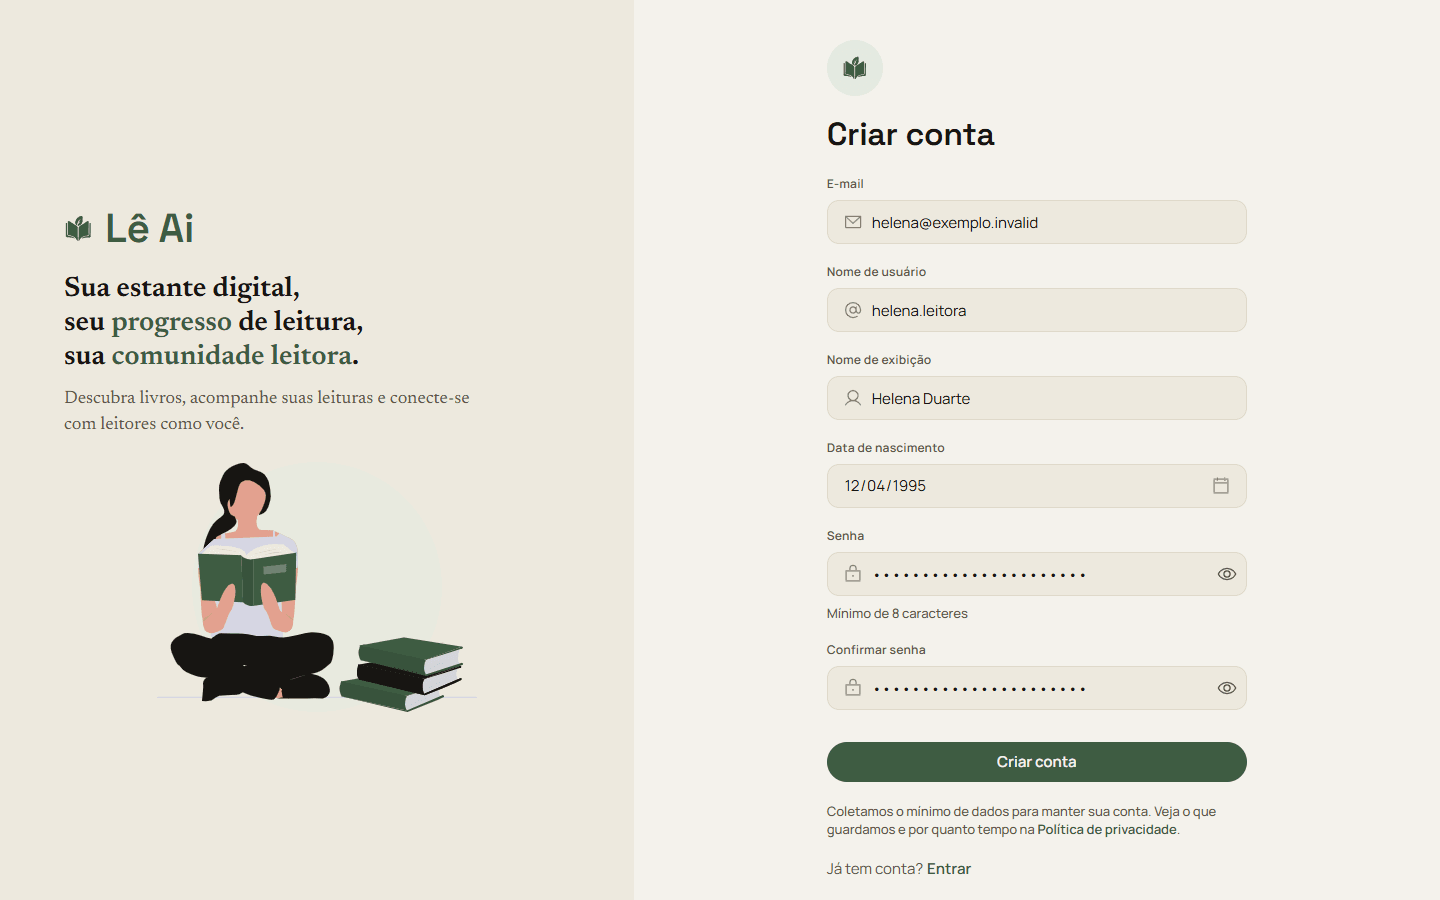 Lê Ai
Sua estante digital,
seu progresso de leitura,
sua comunidade leitora.
Descubra livros, acompanhe suas leituras e conecte-se
com leitores como você.
Criar conta
E-mail
helena@exemplo.invalid
Nome de usuário
helena.leitora
Nome de exibição
Helena Duarte
Data de nascimento
12/04/1995
Senha
••••••••••••••••••••••
Mínimo de 8 caracteres
Confirmar senha
••••••••••••••••••••••
Criar conta
Coletamos o mínimo de dados para manter sua conta. Veja o que
guardamos e por quanto tempo na Política de privacidade.
Já tem conta? Entrar